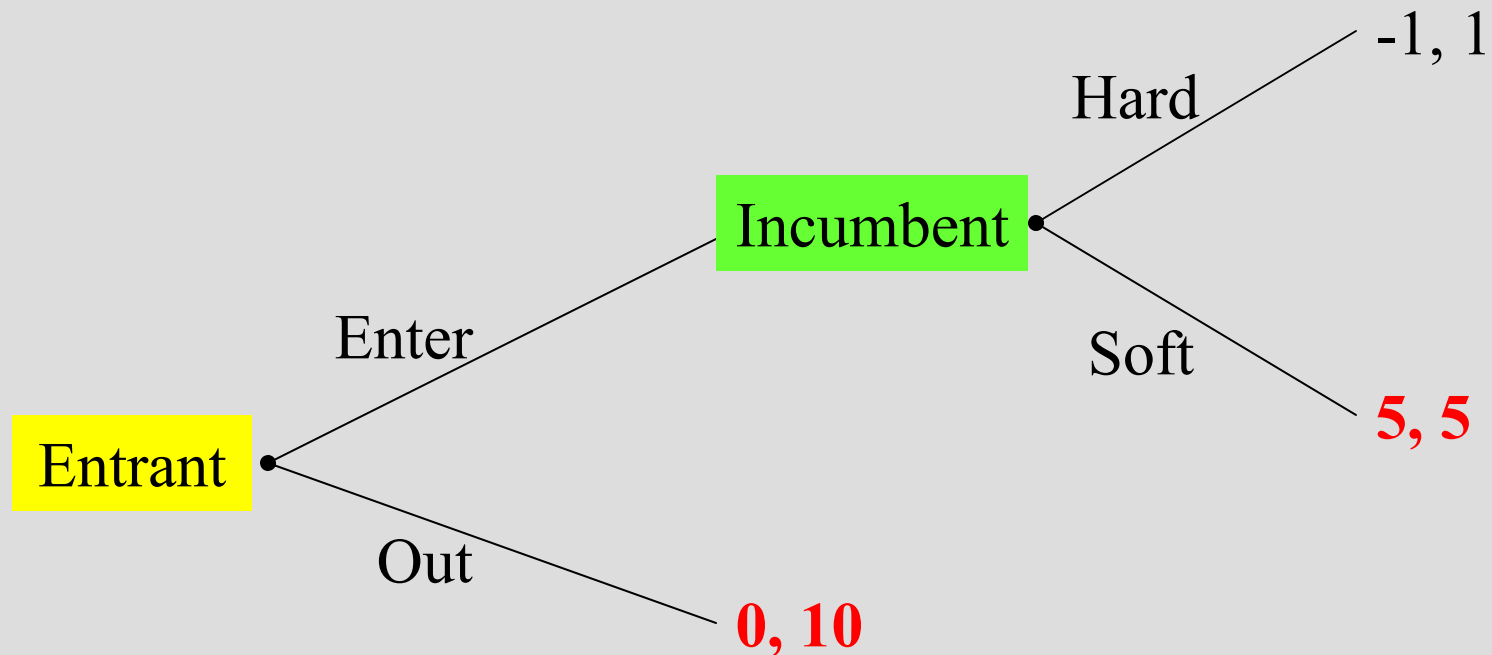 -1, 1
Hard
Incumbent
Soft
Enter
5, 5
Entrant
Out
0, 10